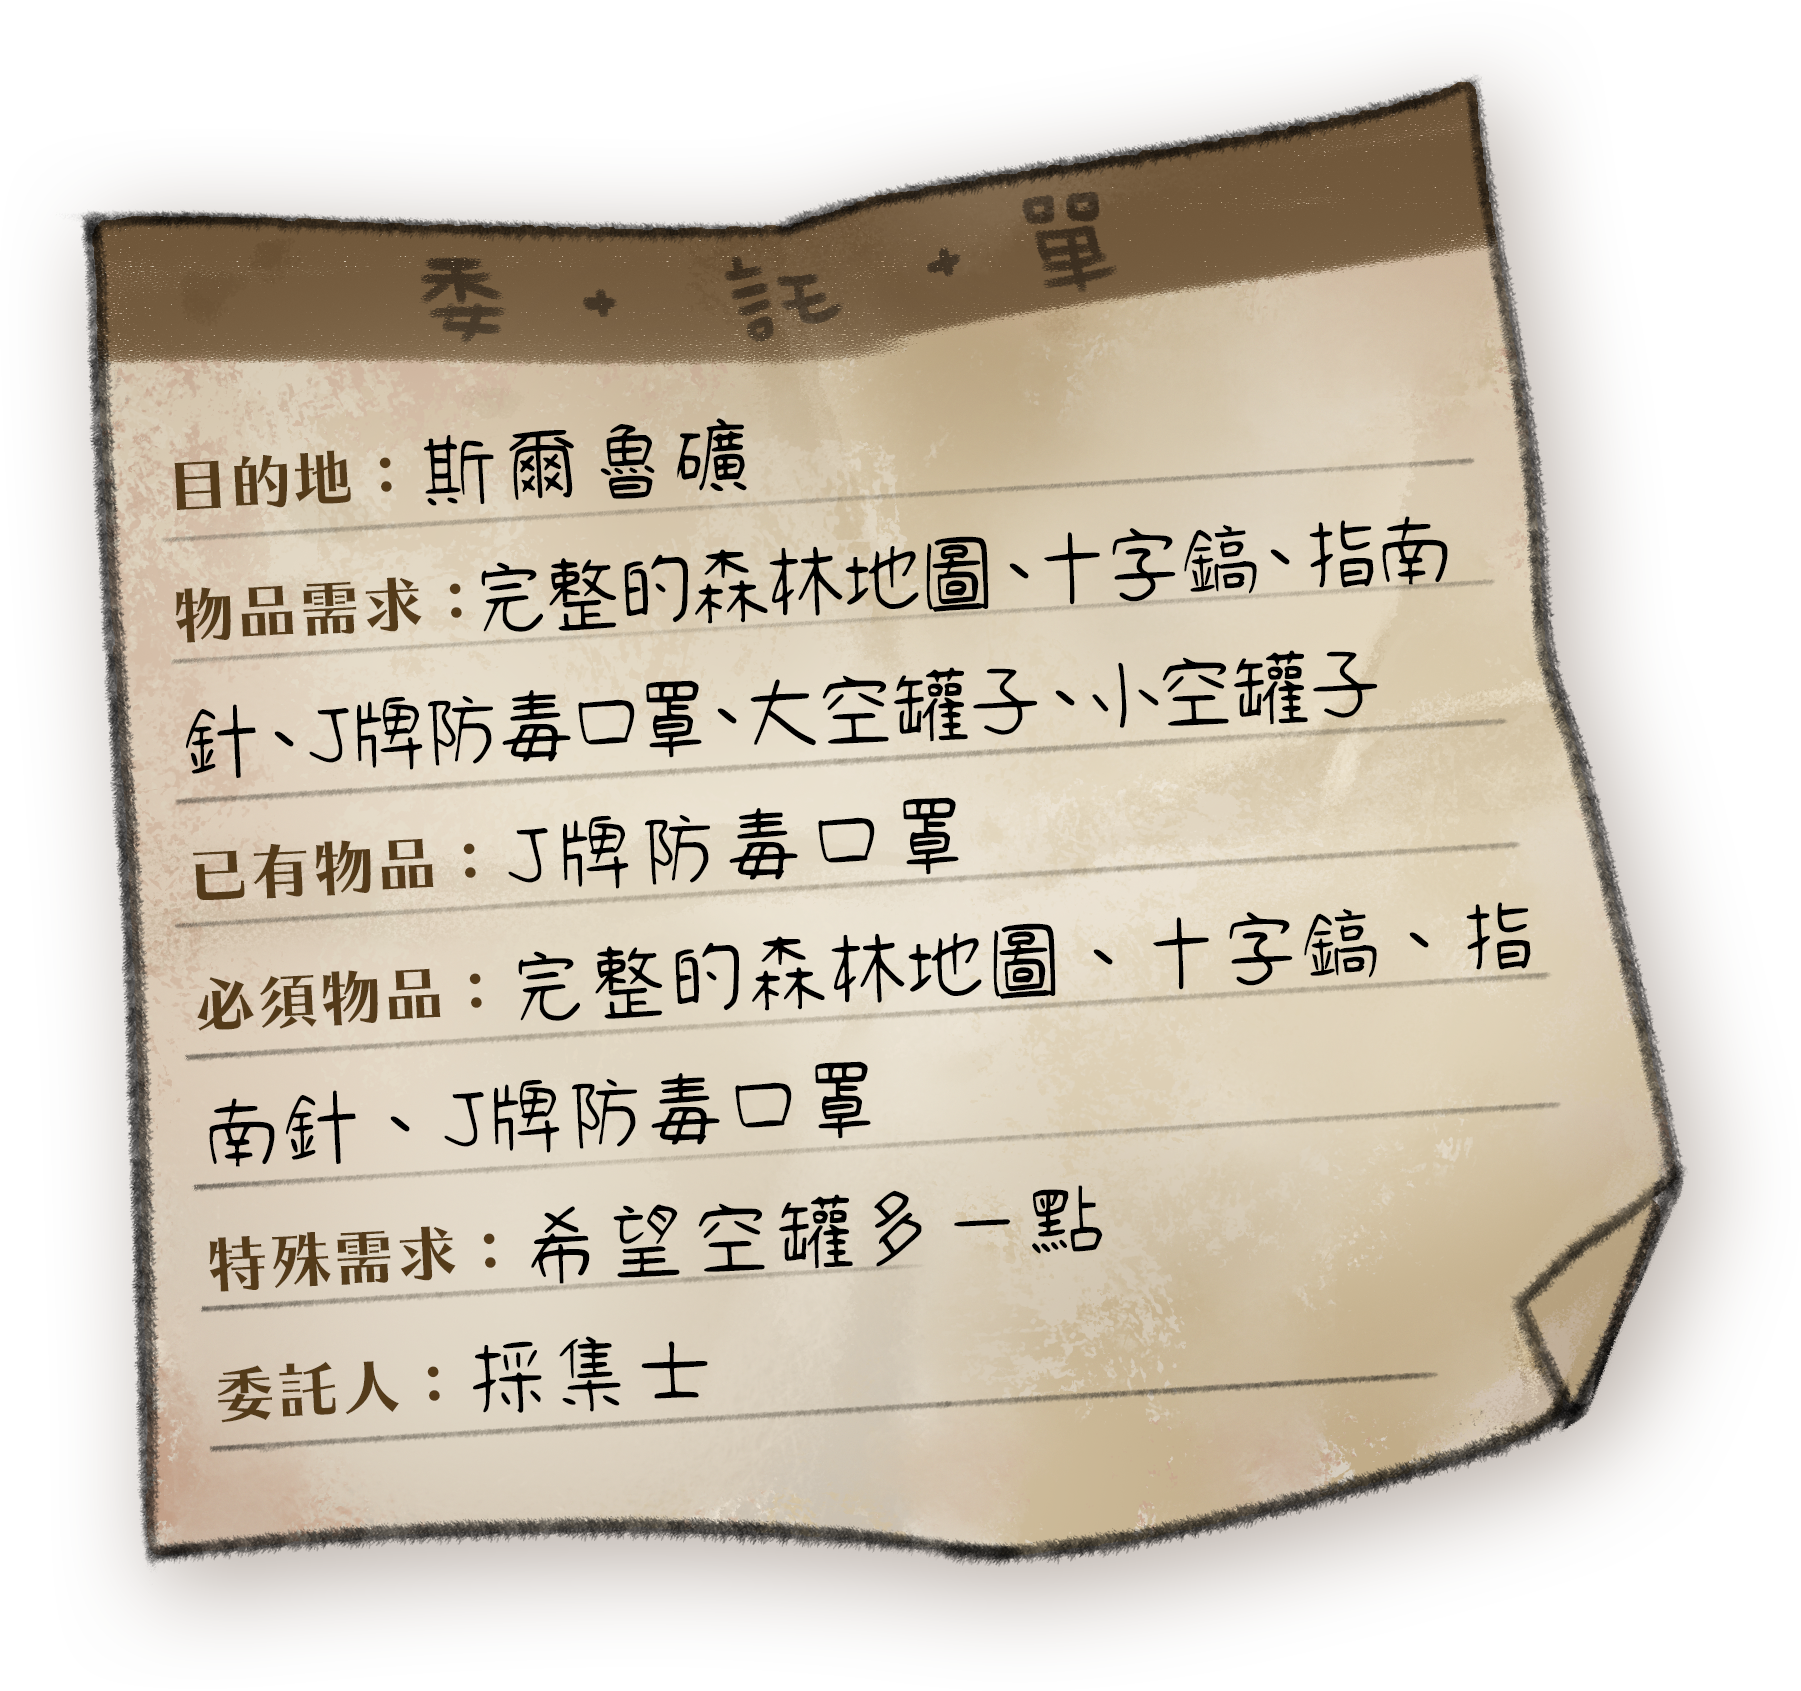 委+託+單
目的地：斯爾魯礦
物品需求：完整的森林地圖、十字鎬、指南
針、J牌防毒口罩、大空罐子、小空罐子
已有物品：J牌防毒口罩
必須物品：完整的森林地圖、十字鎬、指
南針、J牌防毒口罩
特殊需求：希望空罐多一點
委託人：採集士